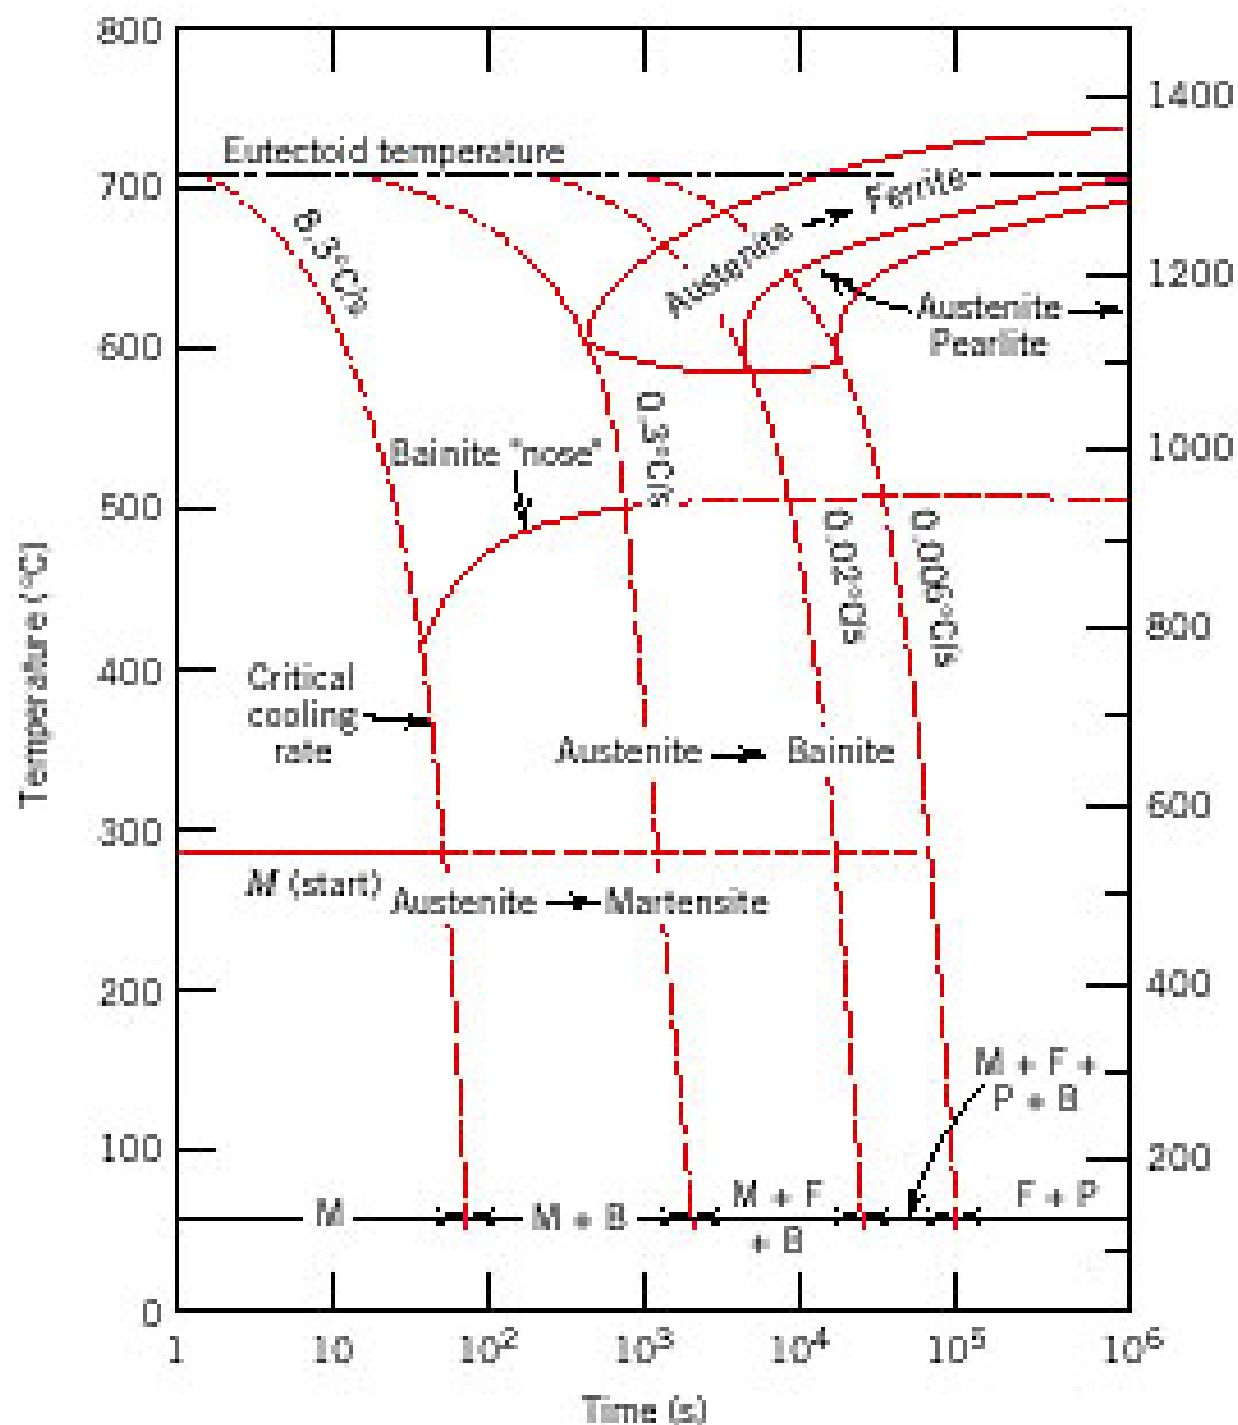 800
1400
Eutectoid temperature
700
Ferrite
8.3°C/s
Austenite
1200
Austenite
Pearlite
600
0.3°C/s
1000
Bainite "nose"
500
0.02°C/s
0.006°C/s
Temperature (°C)
800
400
Critical
cooling
rate
Austenite
Bainite
600
300
M (start)
Austenite
Martensite
200
400
M + F +
P + B
100
200
M
M + B
M + F
+ B
F + P
0
1
10
10²
10³
10⁴
10⁵
10⁶
Time (s)